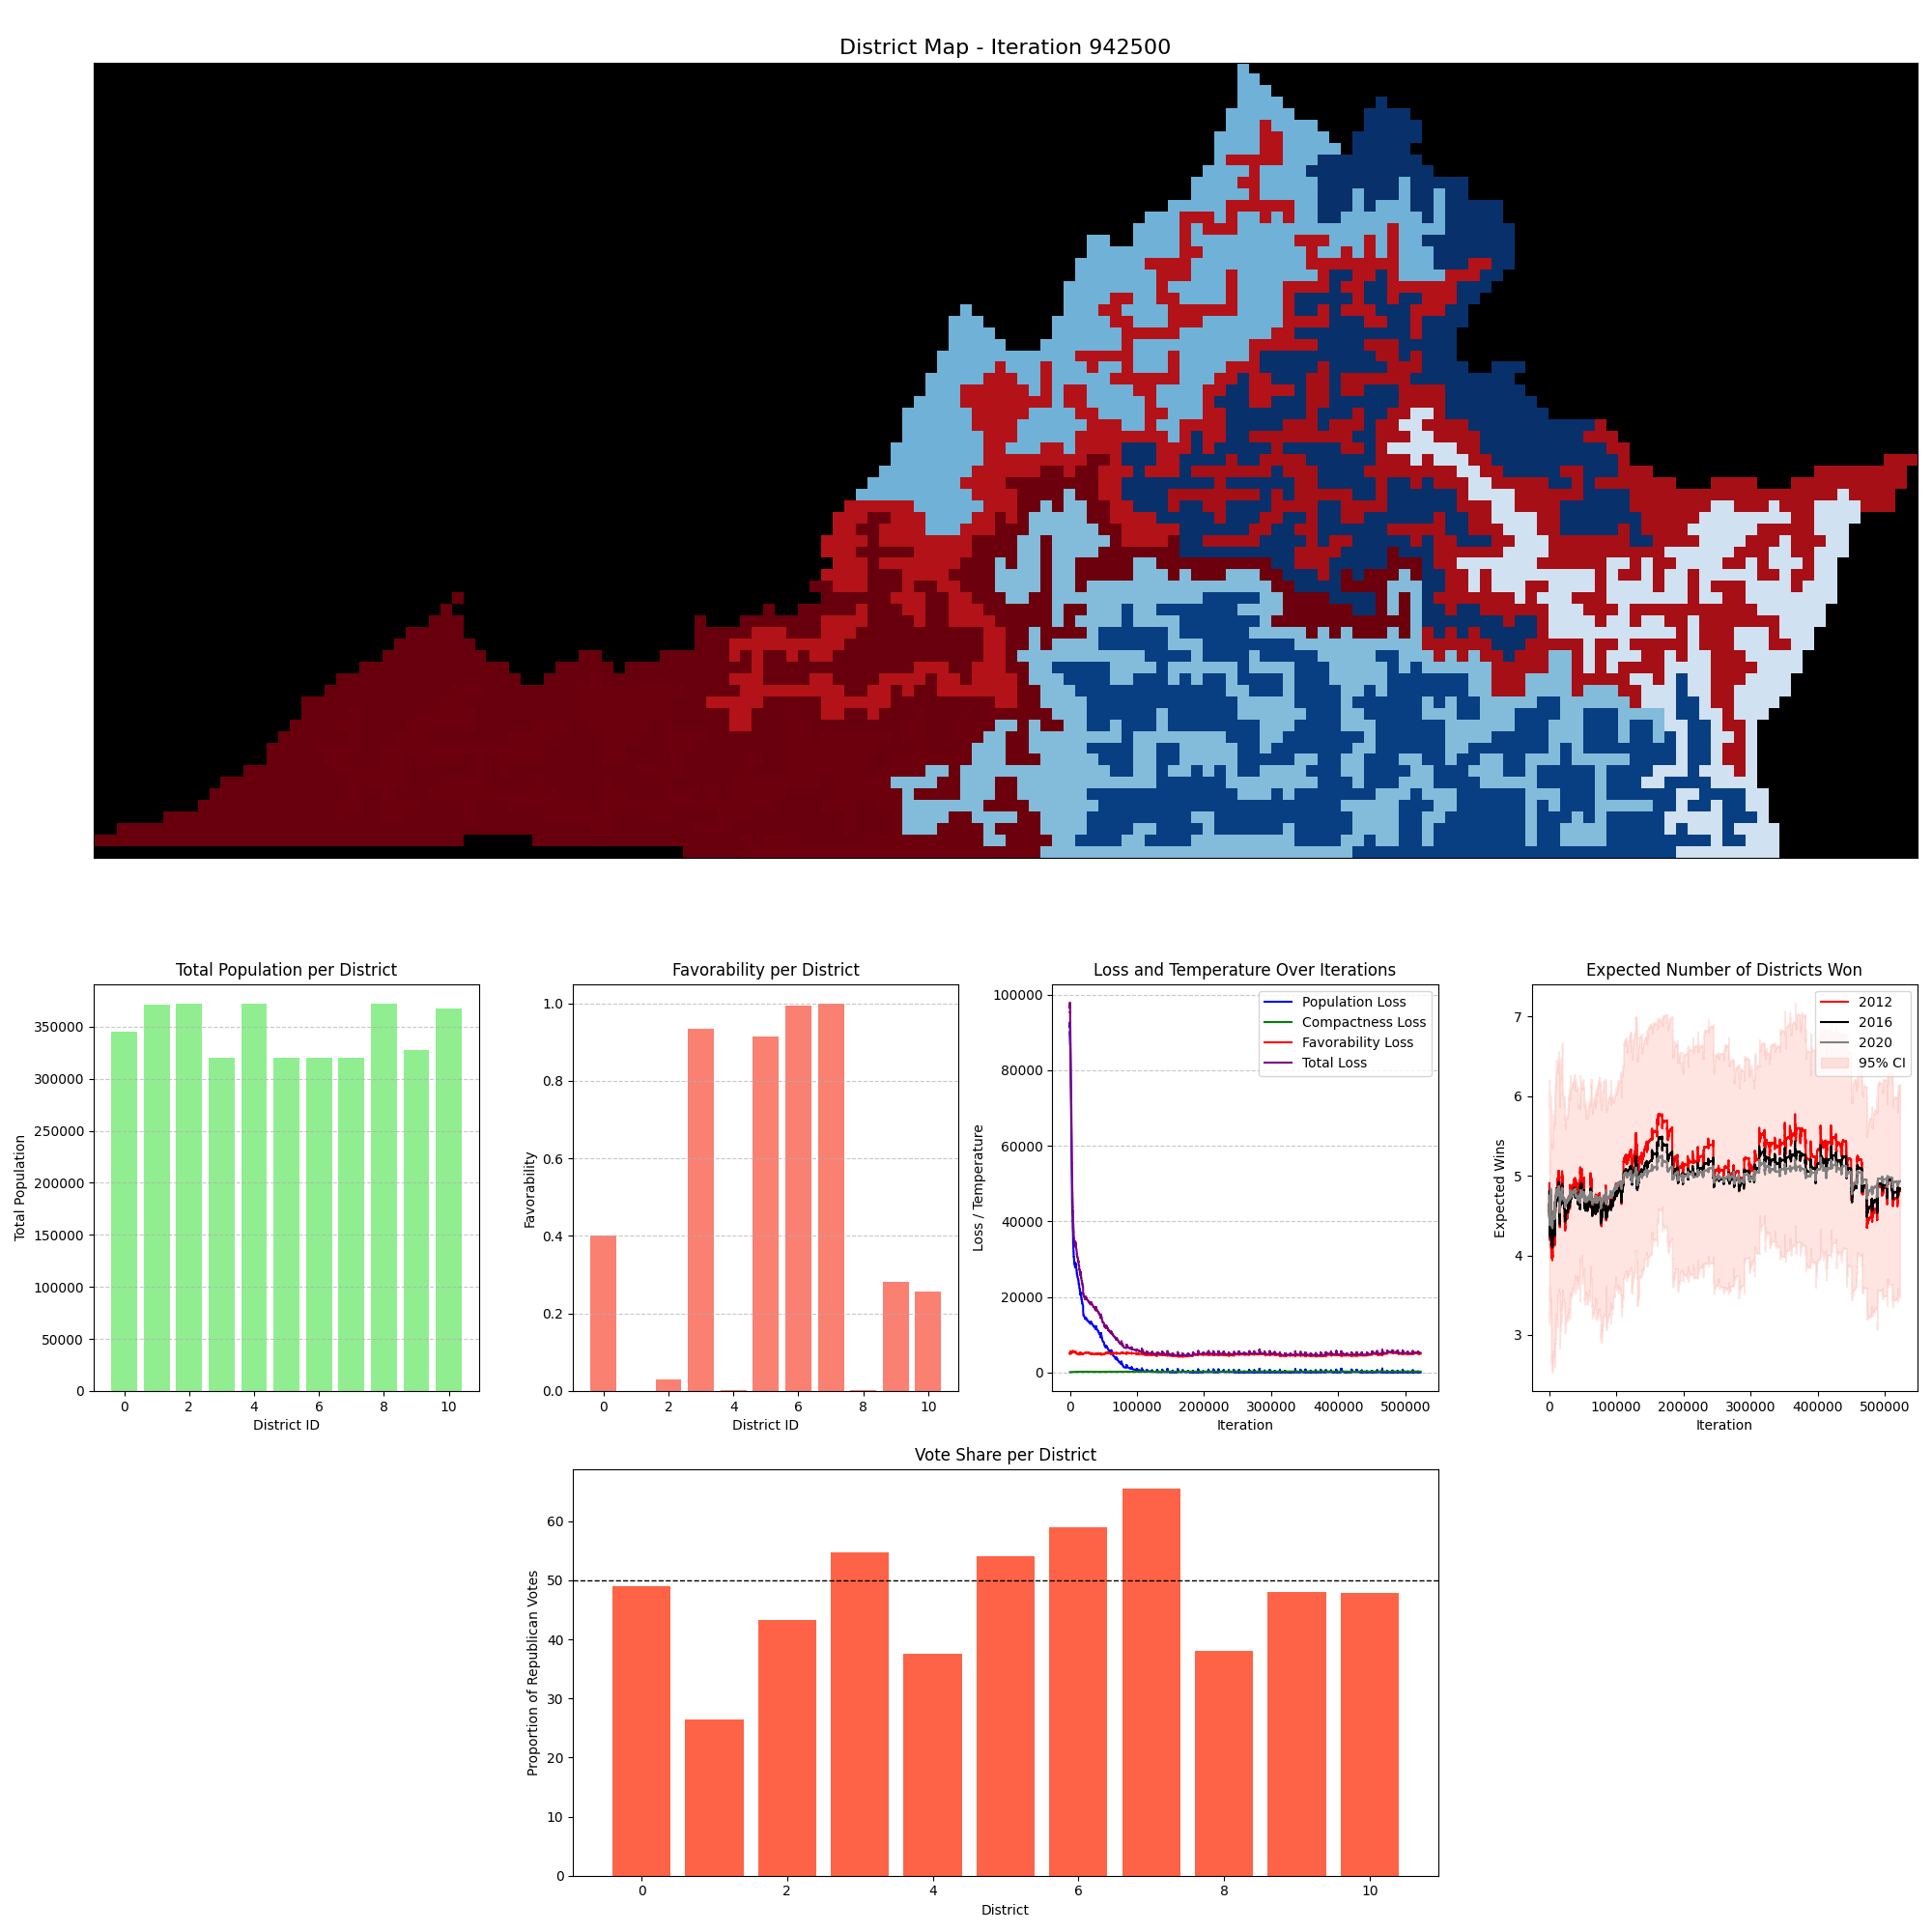 District Map - Iteration 942500
Total Population per District
Total Population
350000
300000
250000
200000
150000
100000
50000
0
0 2 4 6 8 10
District ID
Favorability per District
Favorability
1.0
0.8
0.6
0.4
0.2
0.0
0 2 4 6 8 10
District ID
Loss and Temperature Over Iterations
Loss / Temperature
100000
80000
60000
40000
20000
0
Population Loss
Compactness Loss
Favorability Loss
Total Loss
0 100000 200000 300000 400000 500000
Iteration
Expected Number of Districts Won
Expected Wins
7
6
5
4
3
2012
2016
2020
95% CI
0 100000 200000 300000 400000 500000
Iteration
Vote Share per District
Proportion of Republican Votes
60
50
40
30
20
10
0
0 2 4 6 8 10
District